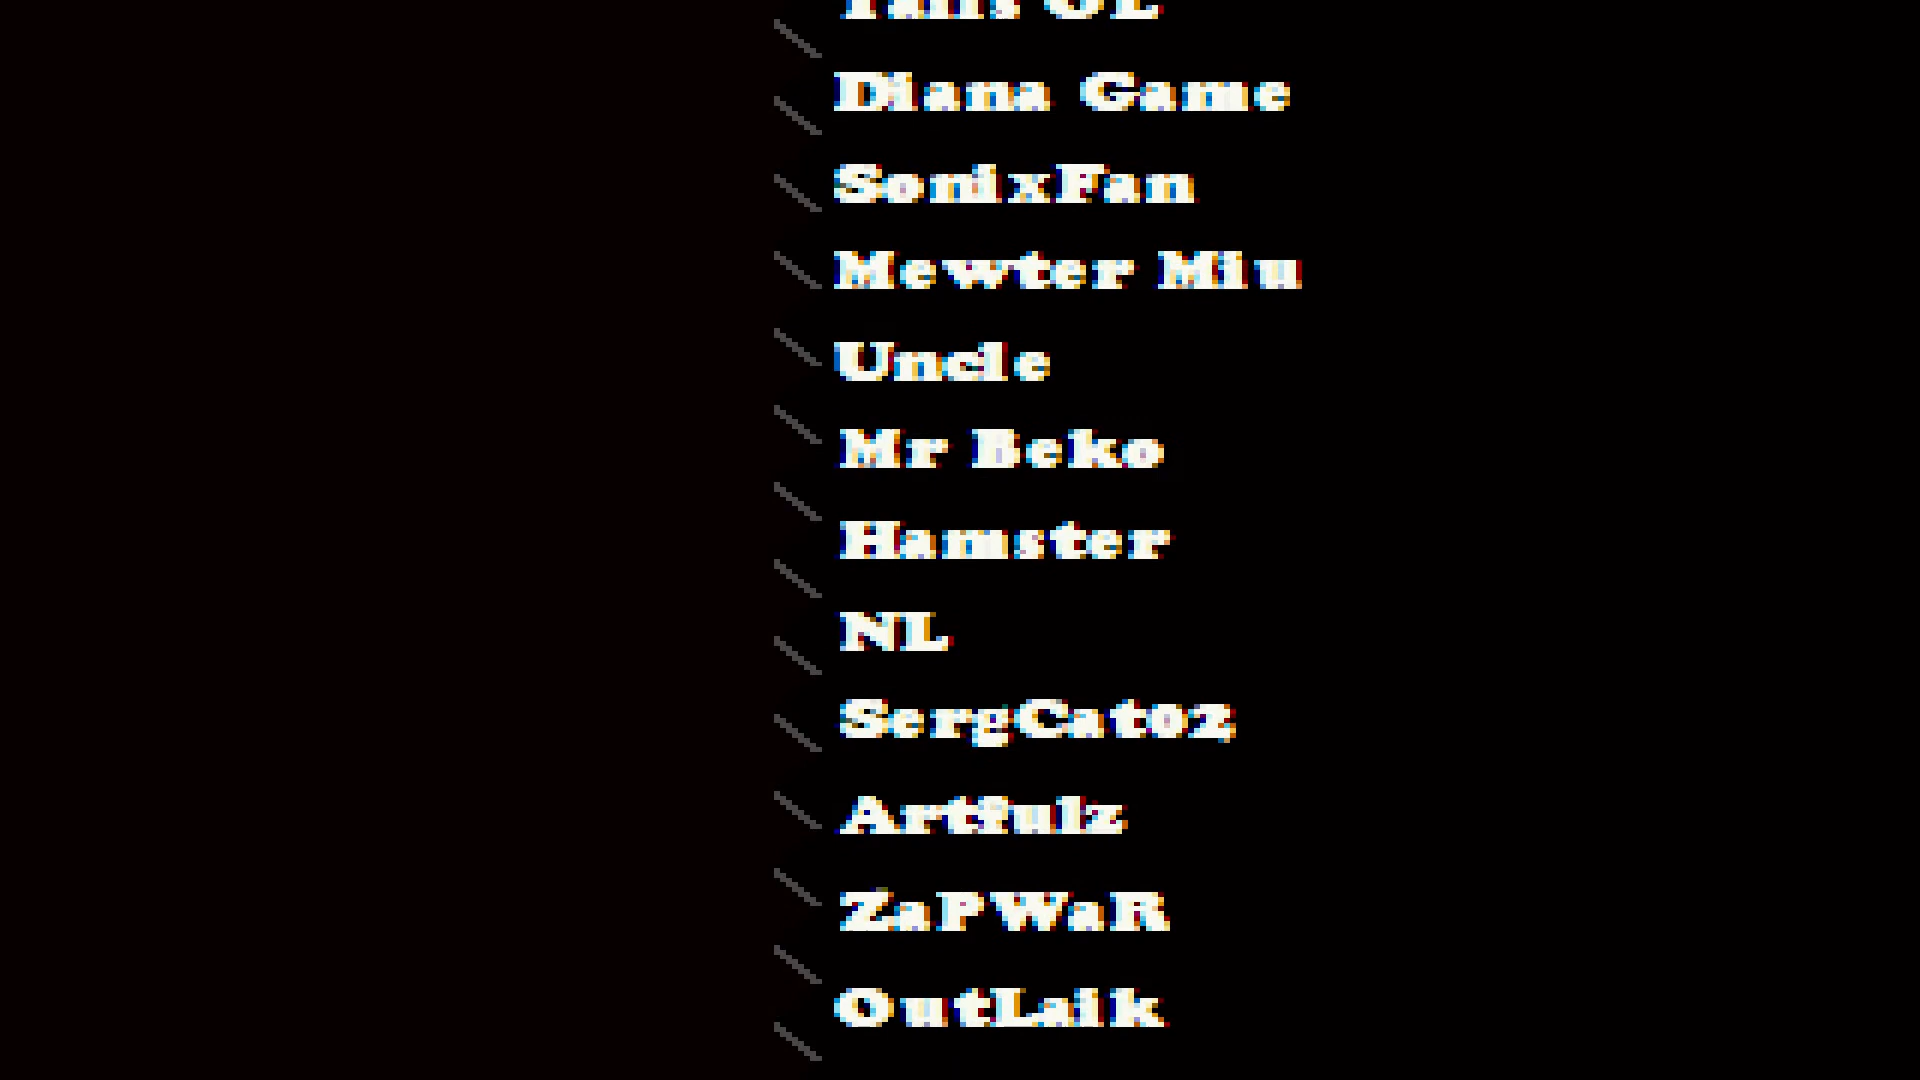 Diana Game
SonixFan
Mewter Miu
Uncle
Mr Beko
Hamster
NL
SergCat02
Artfulz
ZaPWaR
OutLaik